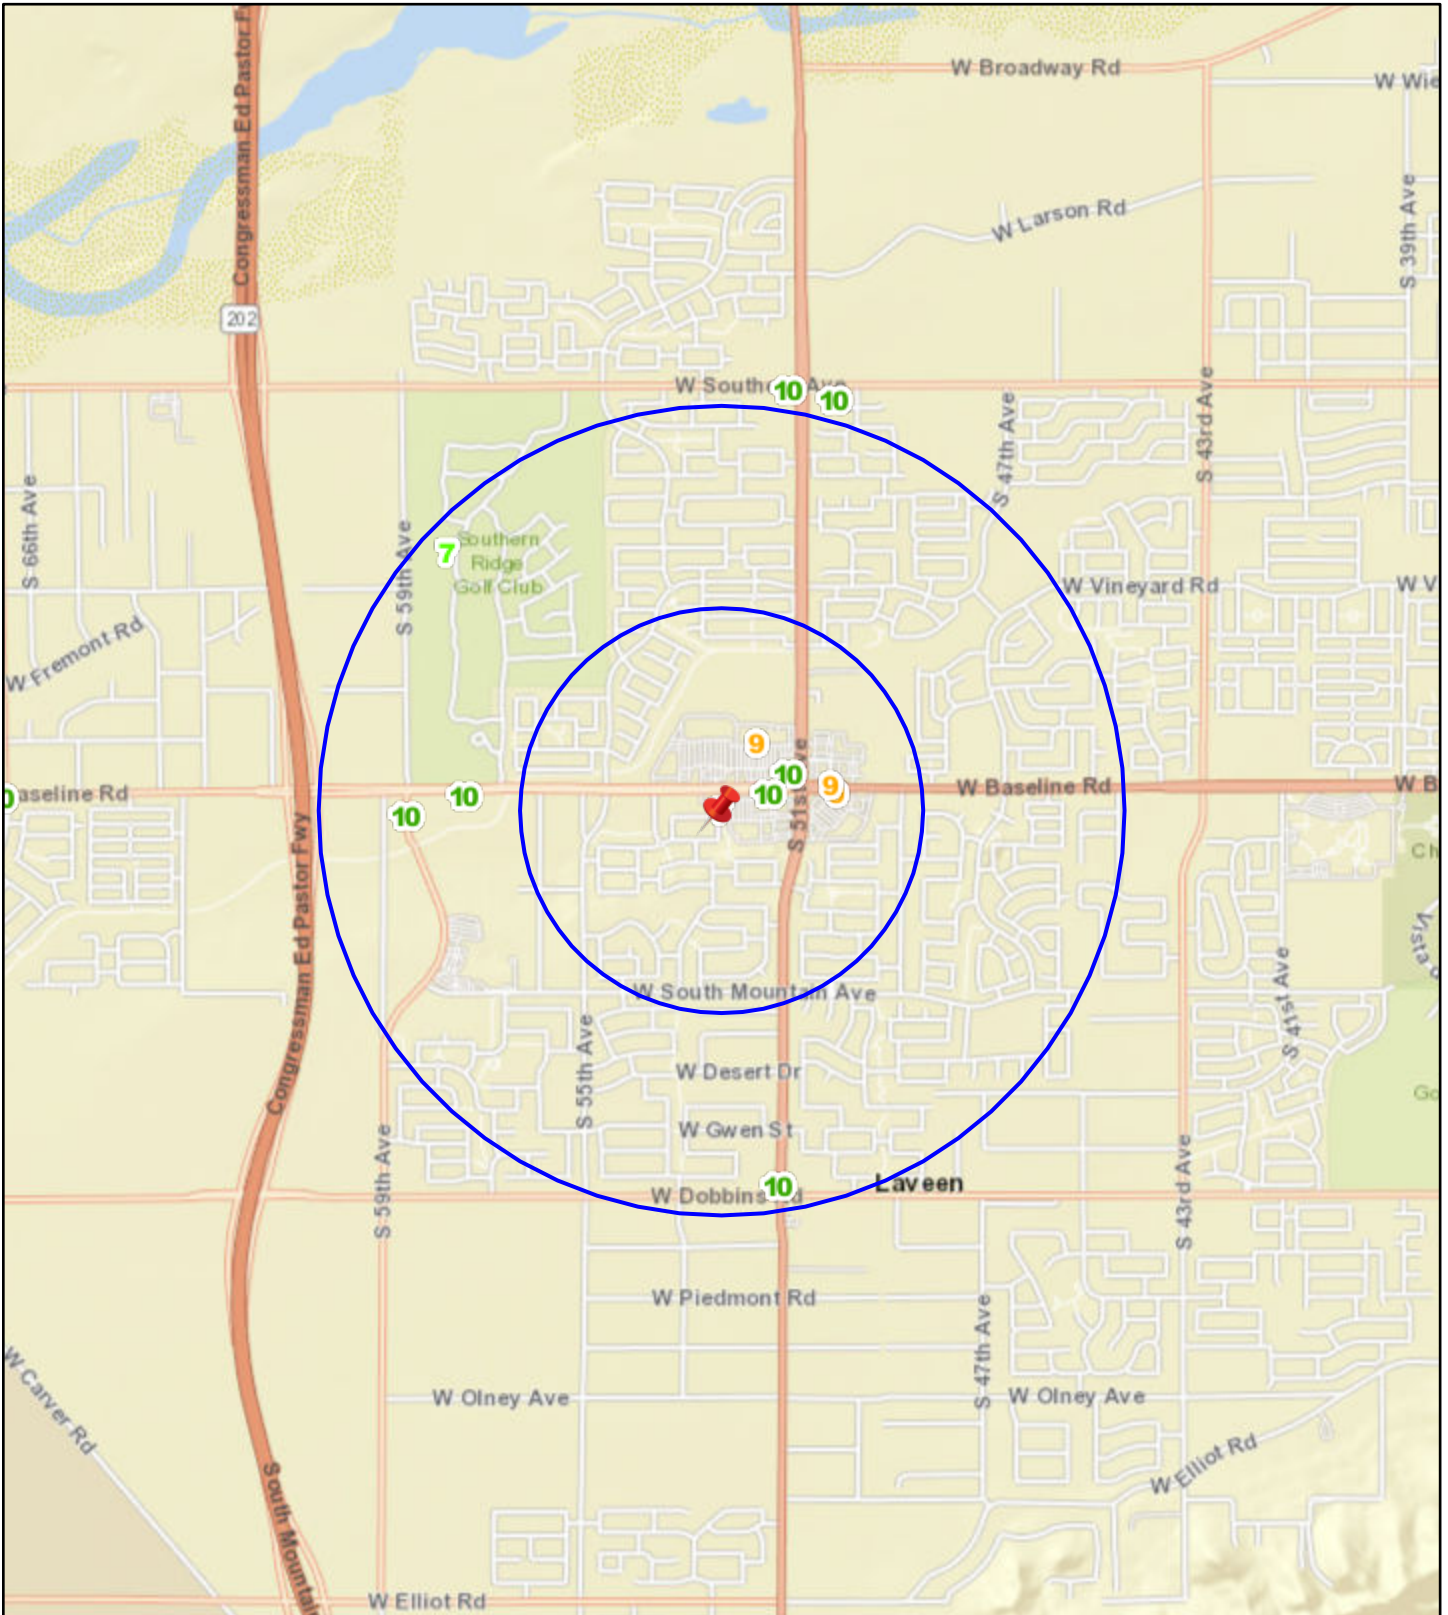 W Broadway Rd
W Wie
Congressman Ed Pastor F
W Larson Rd
S 39th Ave
202
W Southe Ave
10
10
S 43rd Ave
S 47th Ave
S 66th Ave
S 59th Ave
7
Southern
Ridge
Golf Club
W Vineyard Rd
W V
W Fremont Rd
9
10
S 51st Ave
9
10
10
10
aseline Rd
W Baseline Rd
W B
Congressman Ed Pastor Fwy
Ch
Vista
S 41st Ave
W South Mountain Ave
S 55th Ave
W Desert Dr
Go
W Gwen St
S 59th Ave
S 43rd Ave
10
Laveen
W Dobbins Rd
W Piedmont Rd
S 47th Ave
W Carver Rd
W Olney Ave
W Olney Ave
W Elliot Rd
South Mountai
W Elliot Rd